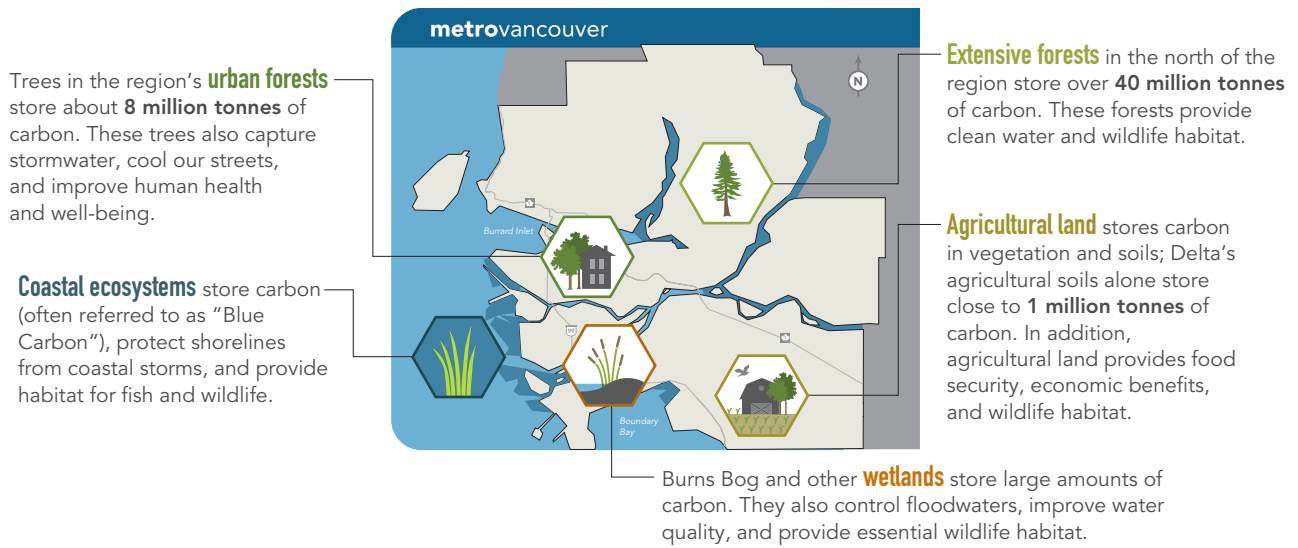 metrovancouver
Trees in the region's urban forests
store about 8 million tonnes of
carbon. These trees also capture
stormwater, cool our streets,
and improve human health
and well-being.
Coastal ecosystems store carbon
(often referred to as "Blue
Carbon"), protect shorelines
from coastal storms, and provide
habitat for fish and wildlife.
N
Burrard Inlet
99
Boundary
Bay
Extensive forests in the north of the
region store over 40 million tonnes
of carbon. These forests provide
clean water and wildlife habitat.
Agricultural land stores carbon
in vegetation and soils; Delta's
agricultural soils alone store
close to 1 million tonnes of
carbon. In addition,
agricultural land provides food
security, economic benefits,
and wildlife habitat.
Burns Bog and other wetlands store large amounts of
carbon. They also control floodwaters, improve water
quality, and provide essential wildlife habitat.